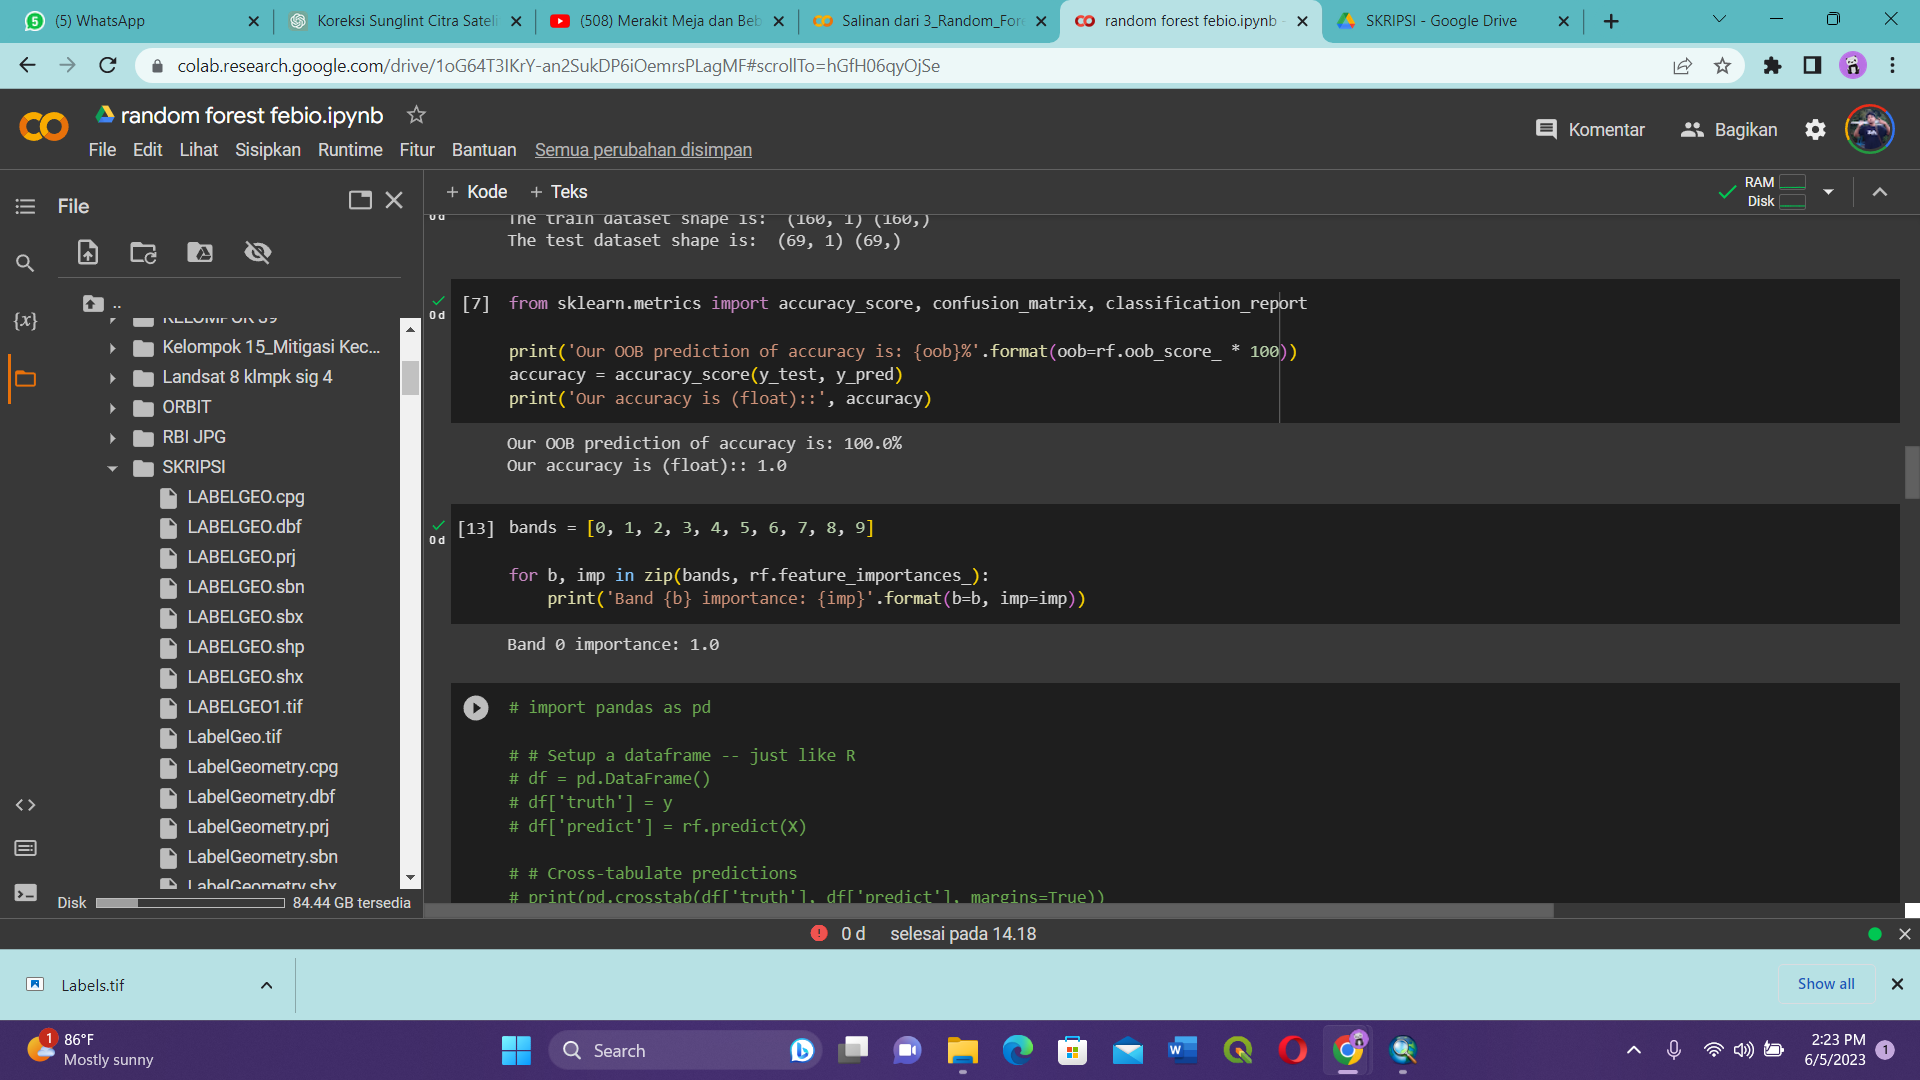 (5) WhatsApp
Koreksi Sunglint Citra Sateli
(508) Merakit Meja dan Beb
Salinan dari 3_Random_Fore
random forest febio.ipynb -
SKRIPSI - Google Drive
colab.research.google.com/drive/1oG64T3IKrY-an2SukDP6iOemrsPLagMF#scrollTo=hGfH06qyOjSe
random forest febio.ipynb
Komentar
Bagikan
File Edit Lihat Sisipkan Runtime Fitur Bantuan Semua perubahan disimpan
File
+ Kode + Teks
RAM
Disk
..
KELOMPOK 39
Kelompok 15_Mitigasi Kec...
Landsat 8 klmpk sig 4
ORBIT
RBI JPG
SKRIPSI
LABELGEO.cpg
LABELGEO.dbf
LABELGEO.prj
LABELGEO.sbn
LABELGEO.sbx
LABELGEO.shp
LABELGEO.shx
LABELGEO1.tif
LabelGeo.tif
LabelGeometry.cpg
LabelGeometry.dbf
LabelGeometry.prj
LabelGeometry.sbn
LabelGeometry.sbx
Disk 84.44 GB tersedia
0 d
The train dataset shape is:  (160, 1) (160,)
The test dataset shape is:  (69, 1) (69,)
[7] from sklearn.metrics import accuracy_score, confusion_matrix, classification_report
0 d
print('Our OOB prediction of accuracy is: {oob}%'.format(oob=rf.oob_score_ * 100))
accuracy = accuracy_score(y_test, y_pred)
print('Our accuracy is (float)::', accuracy)
Our OOB prediction of accuracy is: 100.0%
Our accuracy is (float):: 1.0
[13] bands = [0, 1, 2, 3, 4, 5, 6, 7, 8, 9]
0 d
for b, imp in zip(bands, rf.feature_importances_):
print('Band {b} importance: {imp}'.format(b=b, imp=imp))
Band 0 importance: 1.0
# import pandas as pd
# # Setup a dataframe -- just like R
# df = pd.DataFrame()
# df['truth'] = y
# df['predict'] = rf.predict(X)
# # Cross-tabulate predictions
# print(pd.crosstab(df['truth'], df['predict'], margins=True))
0 d selesai pada 14.18
Labels.tif
Show all
1
86°F
Mostly sunny
Search
2:23 PM
6/5/2023
1